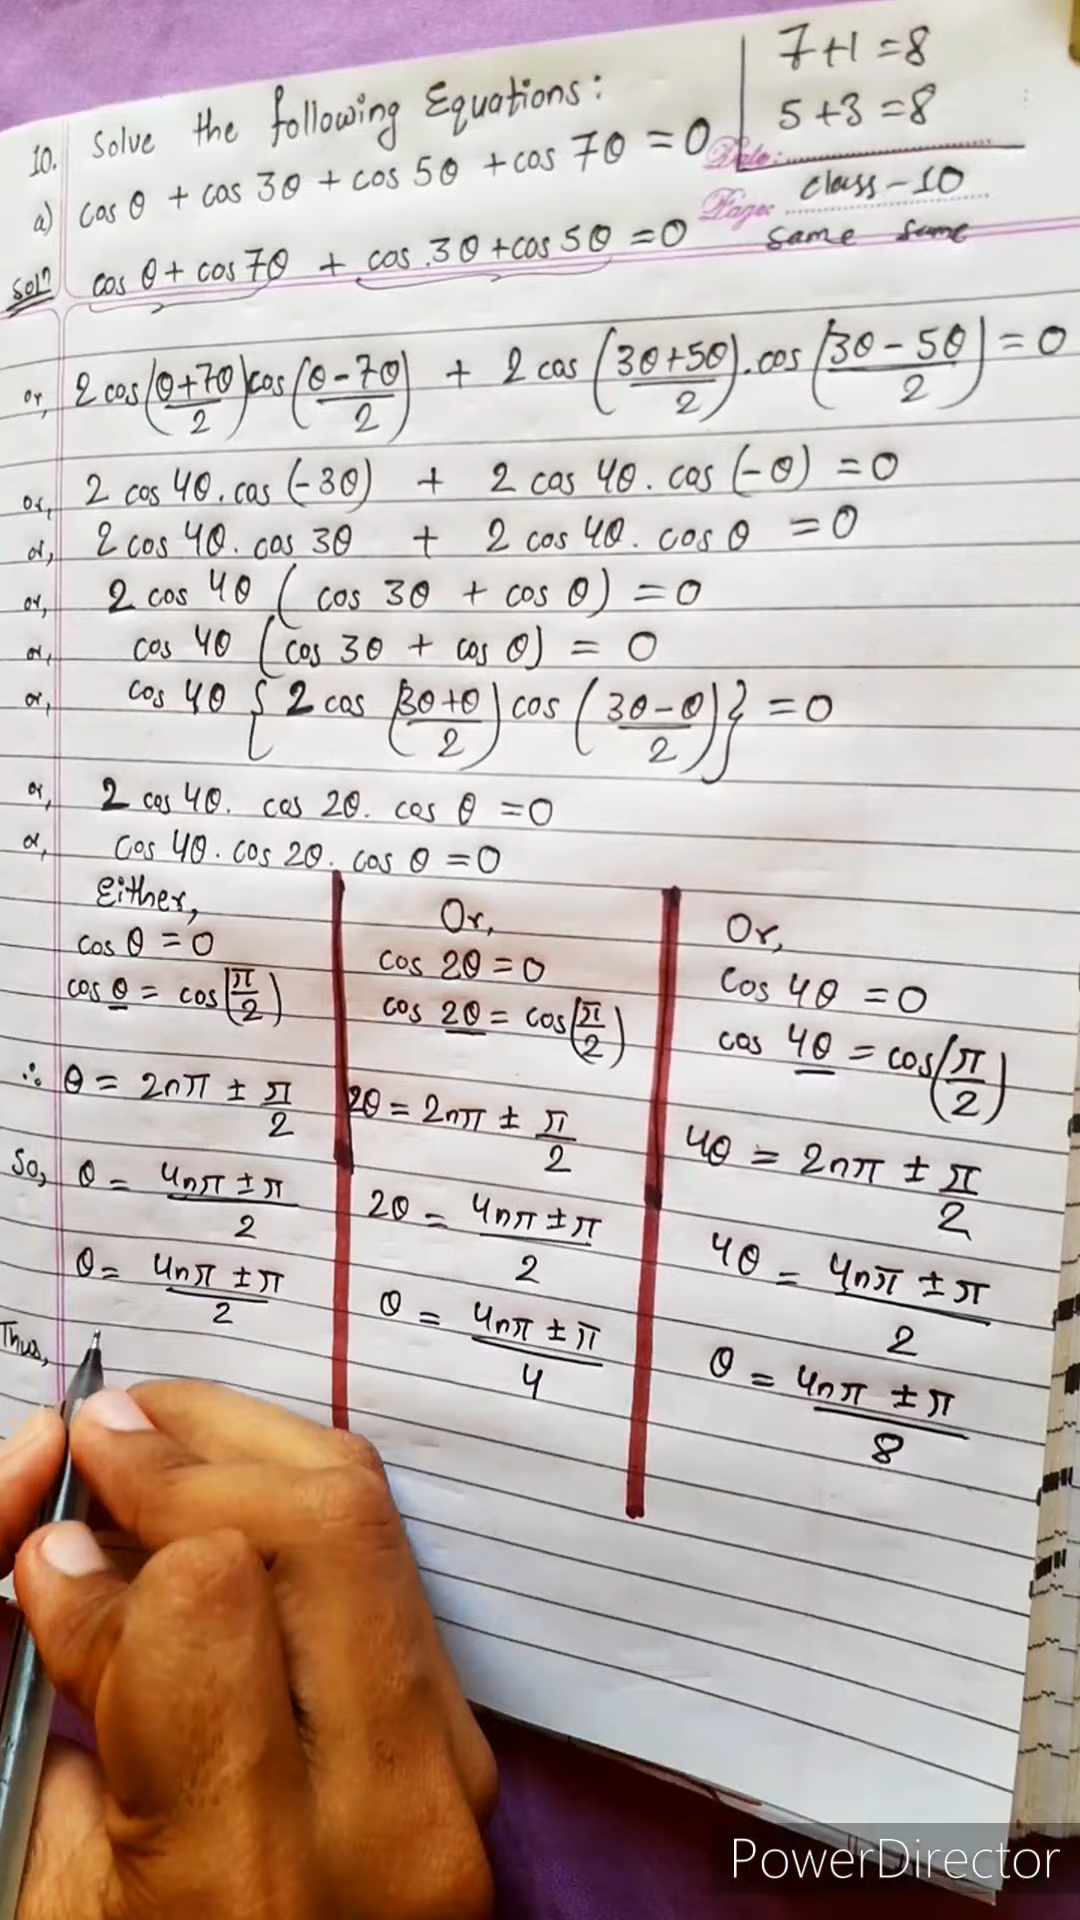 7+1=8
5+3=8
10. Solve the following Equations:
Date:
a) cos θ + cos 3θ + cos 5θ + cos 7θ = 0
Page:
class-10
same same
Solⁿ cos θ + cos 7θ + cos 3θ + cos 5θ = 0
or, 2 cos ((θ+7θ)/2) cos ((θ-7θ)/2) + 2 cos ((3θ+5θ)/2) . cos ((3θ-5θ)/2) = 0
or, 2 cos 4θ . cos (-3θ) + 2 cos 4θ . cos (-θ) = 0
or, 2 cos 4θ . cos 3θ + 2 cos 4θ . cos θ = 0
or, 2 cos 4θ (cos 3θ + cos θ) = 0
or, cos 4θ (cos 3θ + cos θ) = 0
or, cos 4θ {2 cos ((3θ+θ)/2) cos ((3θ-θ)/2)} = 0
or, 2 cos 4θ . cos 2θ . cos θ = 0
or, cos 4θ . cos 2θ . cos θ = 0
Either,
cos θ = 0
cos θ = cos (π/2)
∴ θ = 2nπ ± π/2
So, θ = (4nπ ± π)/2
θ = (4nπ ± π)/2
Thus,
Or,
cos 2θ = 0
cos 2θ = cos (π/2)
2θ = 2nπ ± π/2
2θ = (4nπ ± π)/2
θ = (4nπ ± π)/4
Or,
cos 4θ = 0
cos 4θ = cos (π/2)
4θ = 2nπ ± π/2
4θ = (4nπ ± π)/2
θ = (4nπ ± π)/8
PowerDirector